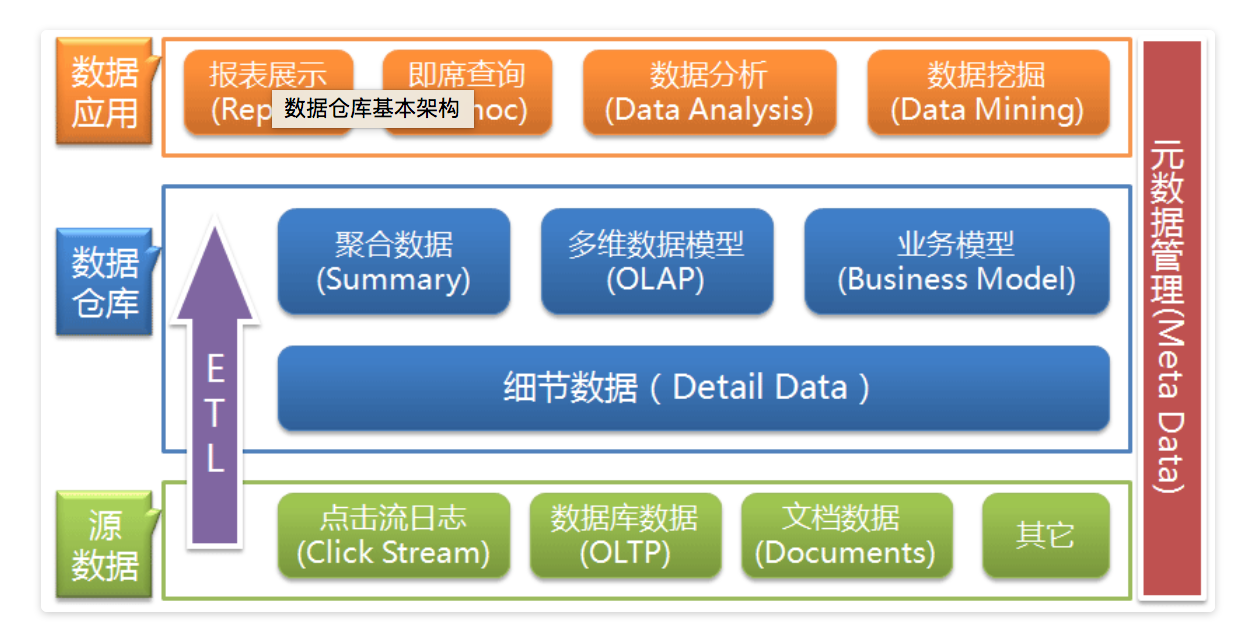 数据
应用
报表展示
(Rep
即席查询
hoc)
数据仓库基本架构
数据分析
(Data Analysis)
数据挖掘
(Data Mining)
数据
仓库
聚合数据
(Summary)
多维数据模型
(OLAP)
业务模型
(Business Model)
细节数据（Detail Data）
E
T
L
源
数据
点击流日志
(Click Stream)
数据库数据
(OLTP)
文档数据
(Documents)
其它
元数据管理(Meta Data)